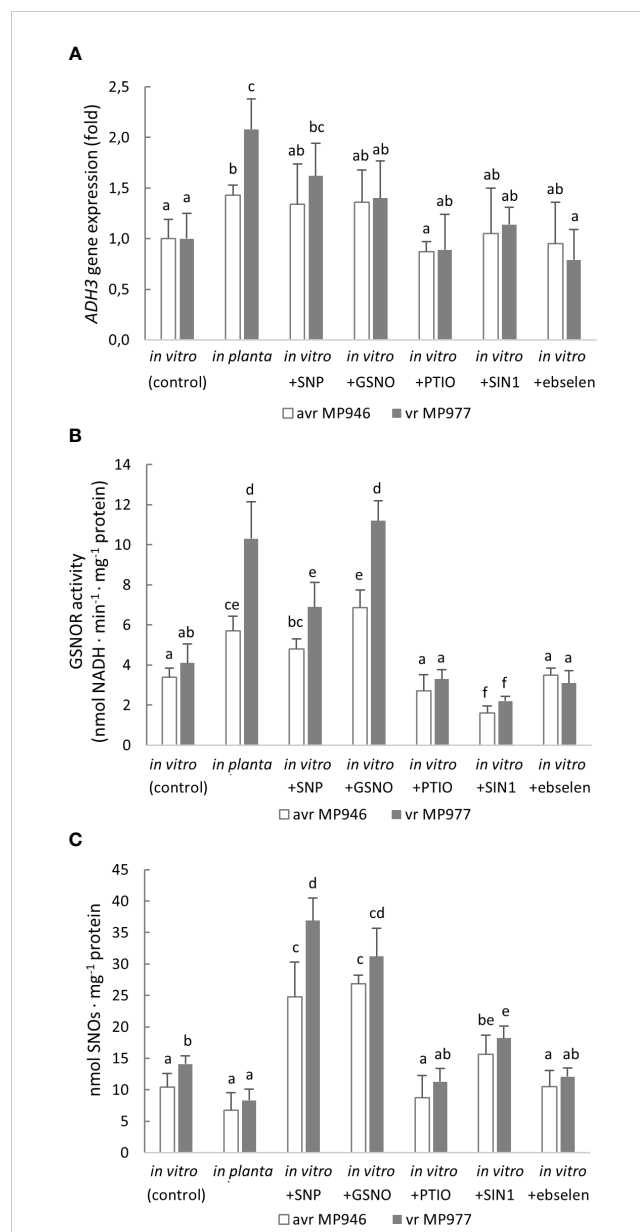 A
ADH3 gene expression (fold)
2,5
2,0
1,5
1,0
0,5
0,0
a a b c ab bc ab ab a ab ab ab ab a
in vitro in planta in vitro in vitro in vitro in vitro in vitro
(control) +SNP +GSNO +PTIO +SIN1 +ebselen
avr MP946 vr MP977
B
GSNOR activity
(nmol NADH · min⁻¹ · mg⁻¹ protein)
14
12
10
8
6
4
2
0
a ab ce d bc e e d a a f f a a
in vitro in planta in vitro in vitro in vitro in vitro in vitro
(control) +SNP +GSNO +PTIO +SIN1 +ebselen
avr MP946 vr MP977
C
nmol SNOs · mg⁻¹ protein
45
40
35
30
25
20
15
10
5
0
a b a a c d c cd a ab be e a ab
in vitro in planta in vitro in vitro in vitro in vitro in vitro
(control) +SNP +GSNO +PTIO +SIN1 +ebselen
avr MP946 vr MP977